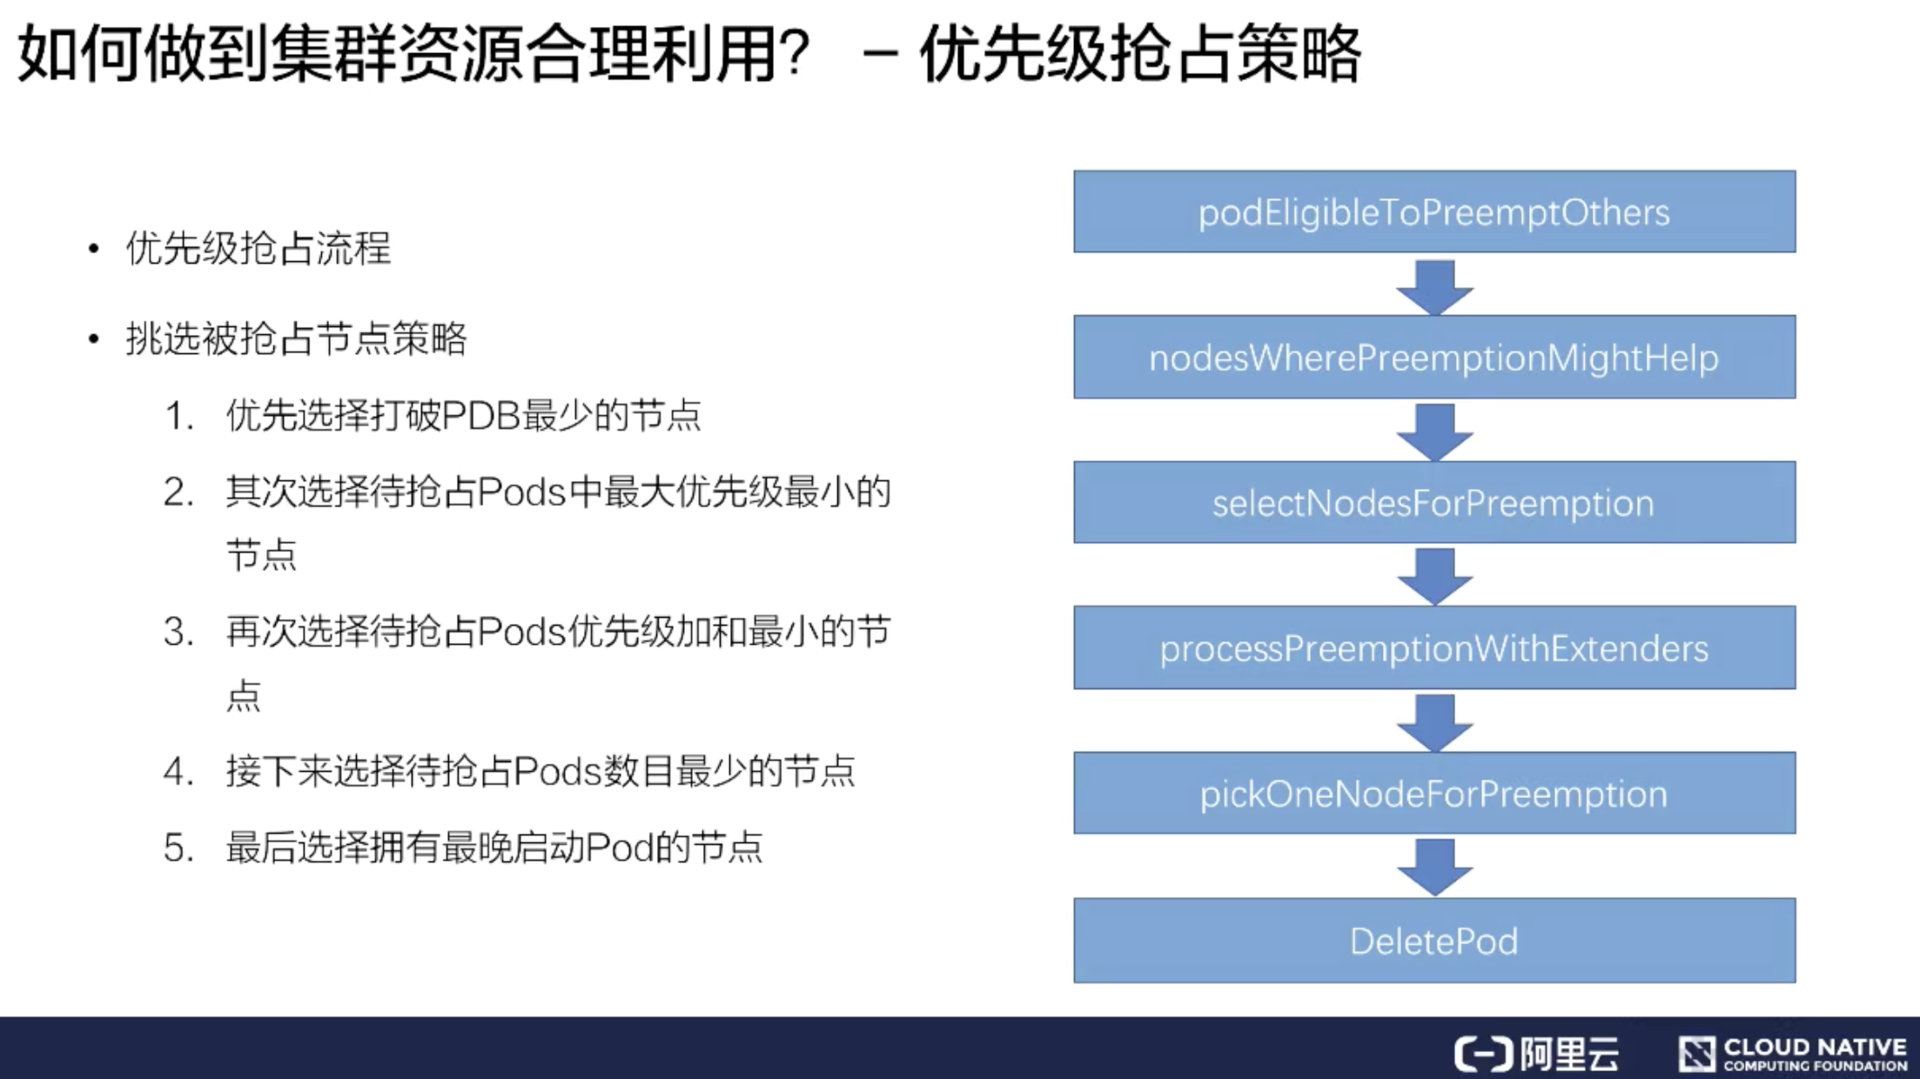 如何做到集群资源合理利用？ – 优先级抢占策略
• 优先级抢占流程
• 挑选被抢占节点策略
1. 优先选择打破PDB最少的节点
2. 其次选择待抢占Pods中最大优先级最小的
节点
3. 再次选择待抢占Pods优先级加和最小的节
点
4. 接下来选择待抢占Pods数目最少的节点
5. 最后选择拥有最晚启动Pod的节点
podEligibleToPreemptOthers
nodesWherePreemptionMightHelp
selectNodesForPreemption
processPreemptionWithExtenders
pickOneNodeForPreemption
DeletePod
阿里云
CLOUD NATIVE
COMPUTING FOUNDATION